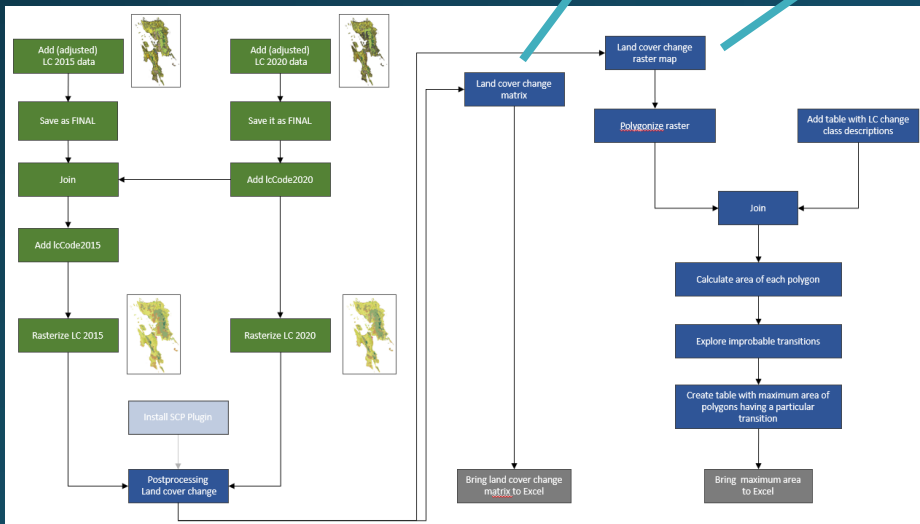 Add (adjusted)
LC 2015 data
Add (adjusted)
LC 2020 data
Land cover change
raster map
Land cover change
matrix
Save as FINAL
Save it as FINAL
Polygonize raster
Add table with LC change
class descriptions
Join
Add lcCode2020
Join
Add lcCode2015
Calculate area of each polygon
Rasterize LC 2015
Rasterize LC 2020
Explore improbable transitions
Create table with maximum area of
polygons having a particular
transition
Install SCP Plugin
Postprocessing
Land cover change
Bring land cover change
matrix to Excel
Bring maximum area
to Excel